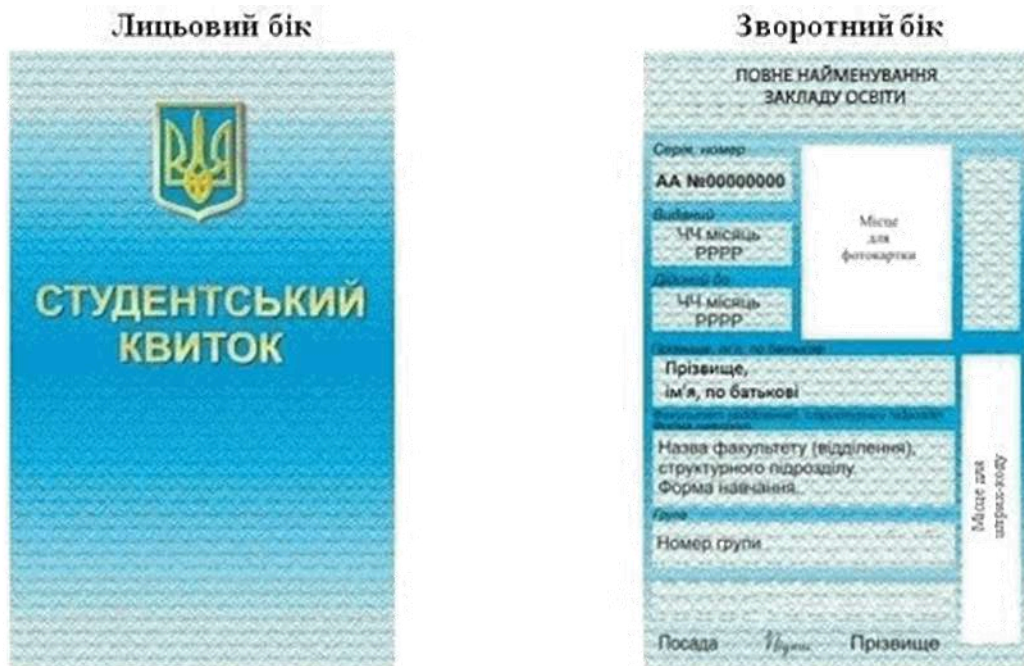 Лицьовий бік
СТУДЕНТСЬКИЙ
КВИТОК
Зворотний бік
ПОВНЕ НАЙМЕНУВАННЯ
ЗАКЛАДУ ОСВІТИ
Серія, номер
АА №00000000
Виданий
ЧЧ місяць
РРРР
Дійсний до
ЧЧ місяць
РРРР
Місце
для
фотокартки
Прізвище, ім'я, по батькові
Прізвище,
ім'я, по батькові
Назва факультету (відділення),
структурного підрозділу.
Форма навчання.
Група
Номер групи
Місце для
штрих-коду
Посада
Прізвище